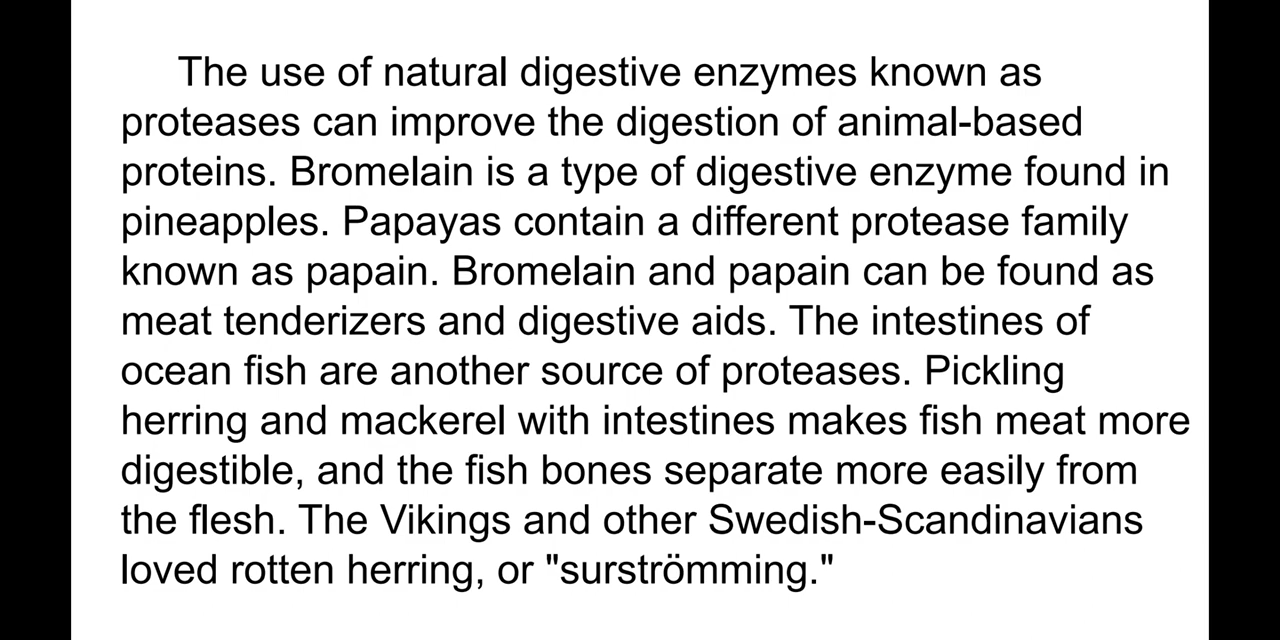 The use of natural digestive enzymes known as
proteases can improve the digestion of animal-based
proteins. Bromelain is a type of digestive enzyme found in
pineapples. Papayas contain a different protease family
known as papain. Bromelain and papain can be found as
meat tenderizers and digestive aids. The intestines of
ocean fish are another source of proteases. Pickling
herring and mackerel with intestines makes fish meat more
digestible, and the fish bones separate more easily from
the flesh. The Vikings and other Swedish-Scandinavians
loved rotten herring, or "surströmming."